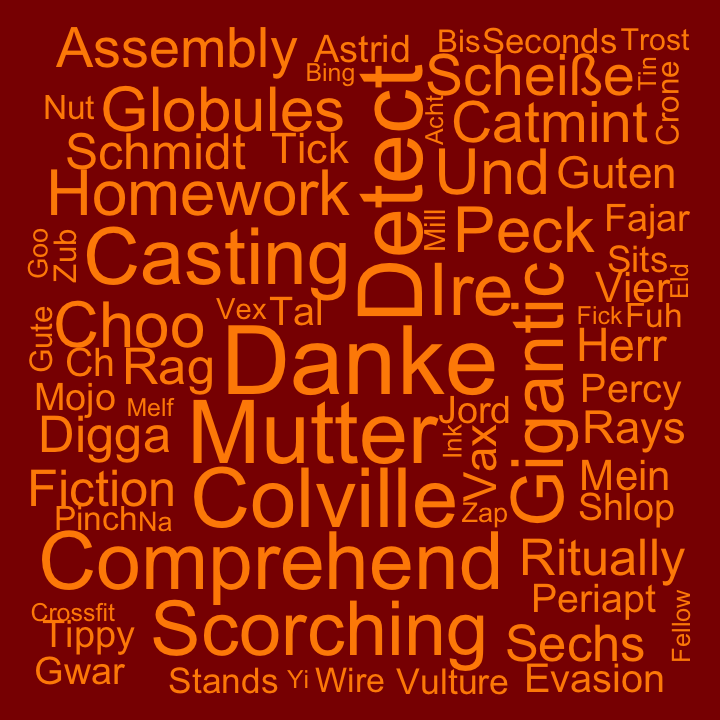 Assembly
Astrid
Bing
Bis
Seconds
Trost
Detect
Acht
Scheiße
Tin
Crone
Nut
Globules
Catmint
Schmidt
Tick
Und
Guten
Homework
Mill
Peck
Fajar
Goo
Zub
Casting
Ire
Sits
Vier
Eid
Gigantic
Gute
Choo
Vex
Tal
Fick
Fuh
Ch
Rag
Danke
Herr
Mojo
Melf
Percy
Digga
Mutter
Jord
Ink
Vax
Rays
Fiction
Colville
Mein
Pinch
Na
Zap
Shlop
Comprehend
Ritually
Crossfit
Tippy
Scorching
Periapt
Fellow
Sechs
Gwar
Stands
Yi
Wire
Vulture
Evasion